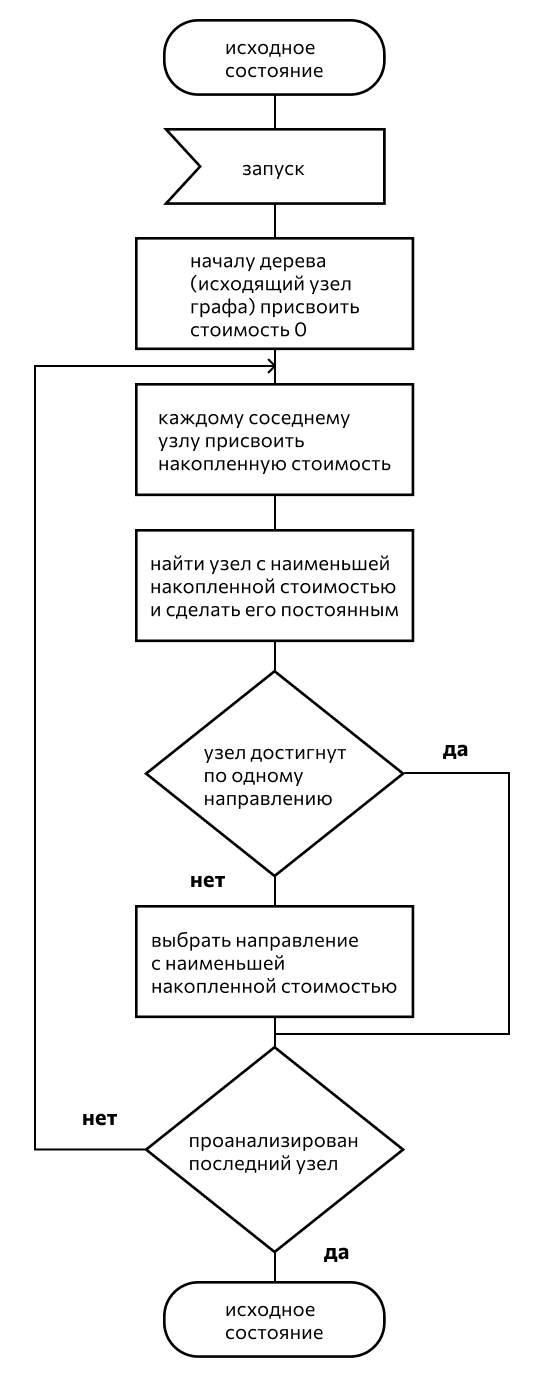 исходное
состояние
запуск
началу дерева
(исходящий узел
графа) присвоить
стоимость 0
каждому соседнему
узлу присвоить
накопленную стоимость
найти узел с наименьшей
накопленной стоимостью
и сделать его постоянным
узел достигнут
по одному
направлению
да
нет
выбрать направление
с наименьшей
накопленной стоимостью
нет
проанализирован
последний узел
да
исходное
состояние